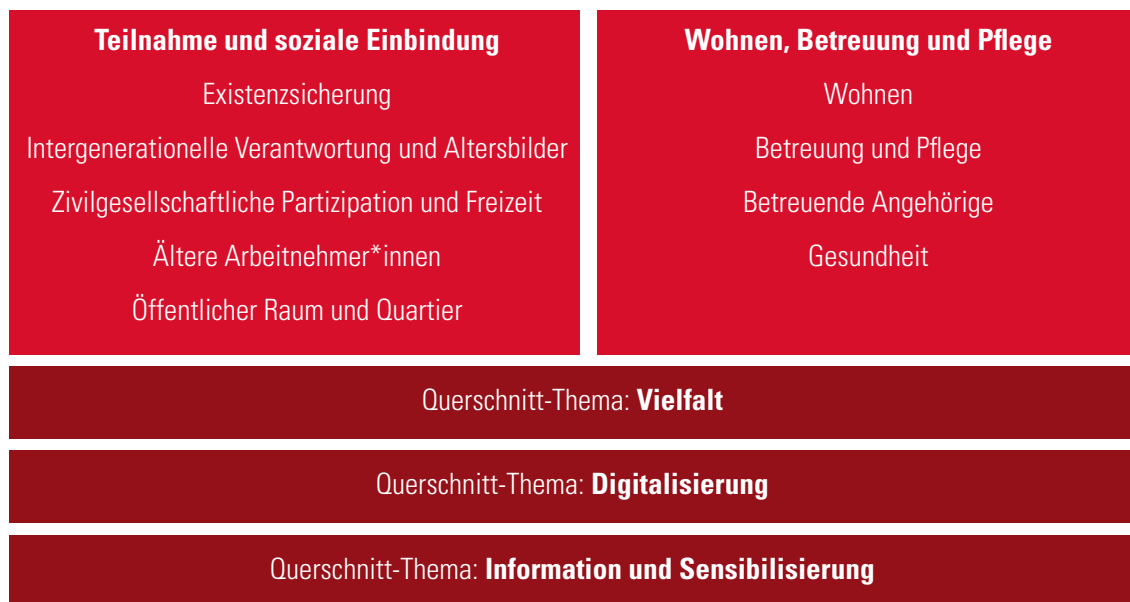 Teilnahme und soziale Einbindung
Existenzsicherung
Intergenerationelle Verantwortung und Altersbilder
Zivilgesellschaftliche Partizipation und Freizeit
Ältere Arbeitnehmer*innen
Öffentlicher Raum und Quartier
Wohnen, Betreuung und Pflege
Wohnen
Betreuung und Pflege
Betreuende Angehörige
Gesundheit
Querschnitt-Thema: Vielfalt
Querschnitt-Thema: Digitalisierung
Querschnitt-Thema: Information und Sensibilisierung